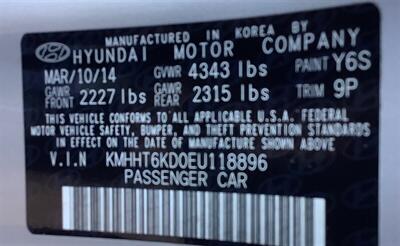 MANUFACTURED IN KOREA BY
HYUNDAI MOTOR COMPANY
MAR/10/14 GVWR 4343 lbs PAINT Y6S
GAWR FRONT 2227 lbs GAWR REAR 2315 lbs TRIM 9P
THIS VEHICLE CONFORMS TO ALL APPLICABLE U.S.A. FEDERAL
MOTOR VEHICLE SAFETY, BUMPER, AND THEFT PREVENTION STANDARDS
IN EFFECT ON THE DATE OF MANUFACTURE SHOWN ABOVE
V.I.N KMHHT6KD0EU118896
PASSENGER CAR